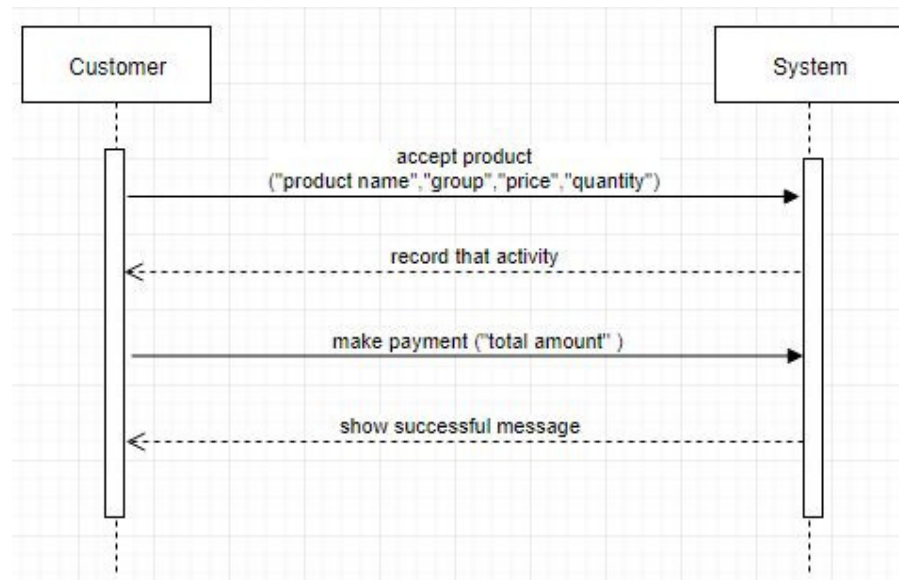 Customer
System
accept product
("product name","group","price","quantity")
record that activity
make payment ("total amount" )
show successful message